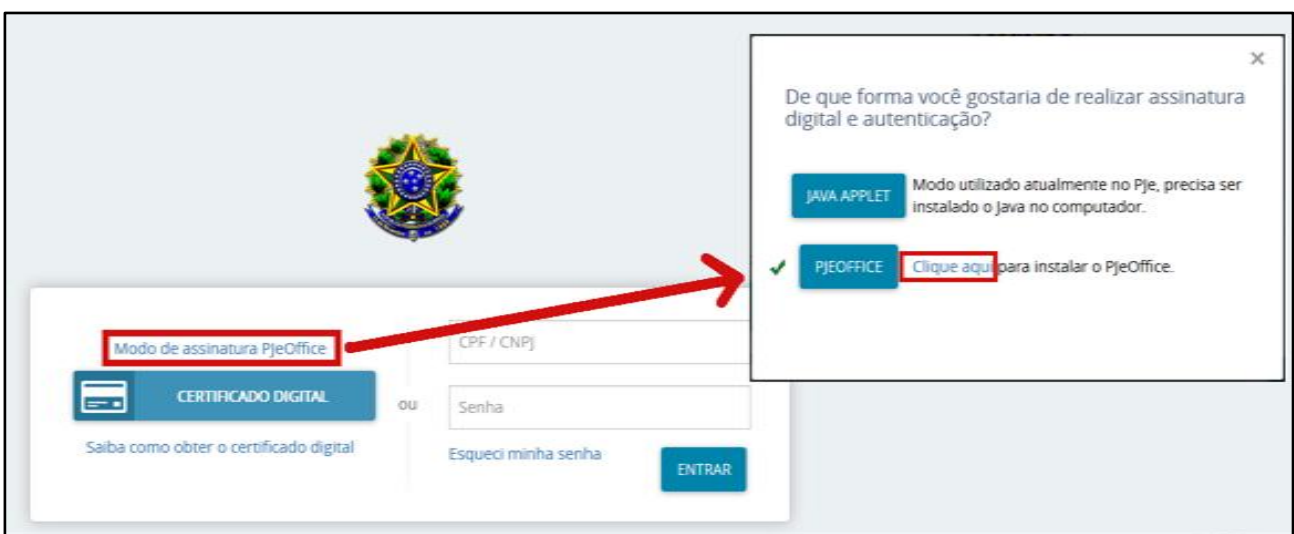 De que forma você gostaria de realizar assinatura
digital e autenticação?
JAVA APPLET
Modo utilizado atualmente no PJe, precisa ser
instalado o Java no computador.
PJEOFFICE
Clique aqui para instalar o PJeOffice.
Modo de assinatura PJeOffice
CERTIFICADO DIGITAL
Saiba como obter o certificado digital
ou
CPF / CNPJ
Senha
Esqueci minha senha
ENTRAR